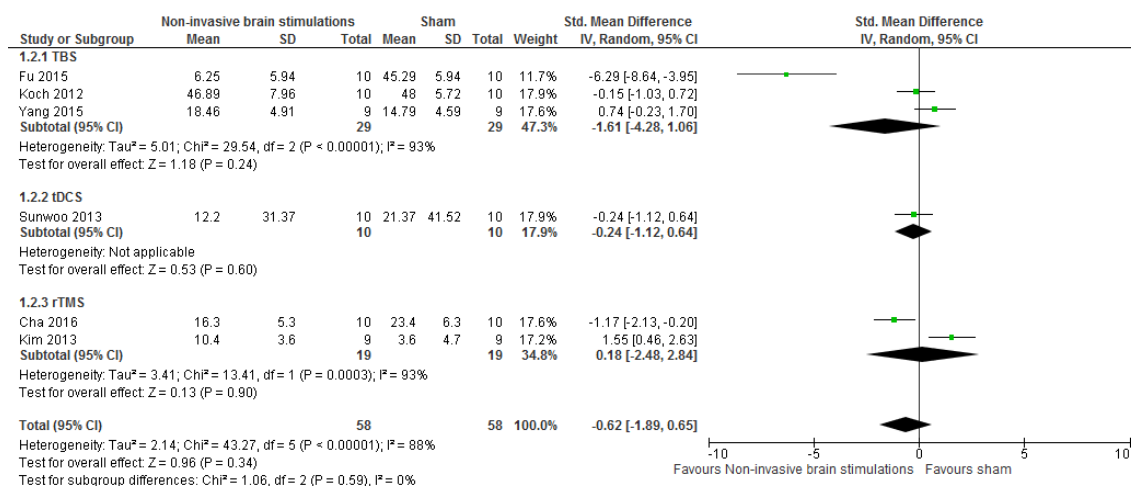 Non-invasive brain stimulations Sham Std. Mean Difference Std. Mean Difference
Study or Subgroup Mean SD Total Mean SD Total Weight IV, Random, 95% CI IV, Random, 95% CI
1.2.1 TBS
Fu 2015 6.25 5.94 10 45.29 5.94 10 11.7% -6.29 [-8.64, -3.95]
Koch 2012 46.89 7.96 10 48 5.72 10 17.9% -0.15 [-1.03, 0.72]
Yang 2015 18.46 4.91 9 14.79 4.59 9 17.6% 0.74 [-0.23, 1.70]
Subtotal (95% CI) 29 29 47.3% -1.61 [-4.28, 1.06]
Heterogeneity: Tau² = 5.01; Chi² = 29.54, df = 2 (P < 0.00001); I² = 93%
Test for overall effect: Z = 1.18 (P = 0.24)
1.2.2 tDCS
Sunwoo 2013 12.2 31.37 10 21.37 41.52 10 17.9% -0.24 [-1.12, 0.64]
Subtotal (95% CI) 10 10 17.9% -0.24 [-1.12, 0.64]
Heterogeneity: Not applicable
Test for overall effect: Z = 0.53 (P = 0.60)
1.2.3 rTMS
Cha 2016 16.3 5.3 10 23.4 6.3 10 17.6% -1.17 [-2.13, -0.20]
Kim 2013 10.4 3.6 9 3.6 4.7 9 17.2% 1.55 [0.46, 2.63]
Subtotal (95% CI) 19 19 34.8% 0.18 [-2.48, 2.84]
Heterogeneity: Tau² = 3.41; Chi² = 13.41, df = 1 (P = 0.0003); I² = 93%
Test for overall effect: Z = 0.13 (P = 0.90)
Total (95% CI) 58 58 100.0% -0.62 [-1.89, 0.65]
Heterogeneity: Tau² = 2.14; Chi² = 43.27, df = 5 (P < 0.00001); I² = 88%
Test for overall effect: Z = 0.96 (P = 0.34)
Test for subgroup differences: Chi² = 1.06, df = 2 (P = 0.59), I² = 0%
-10 -5 0 5 10
Favours Non-invasive brain stimulations Favours sham